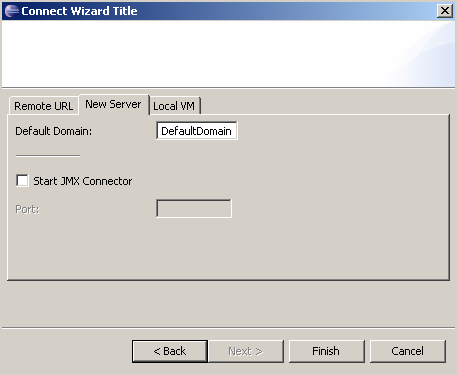 Connect Wizard Title
Remote URL New Server Local VM
Default Domain: DefaultDomain
Start JMX Connector
Port:
< Back Next > Finish Cancel